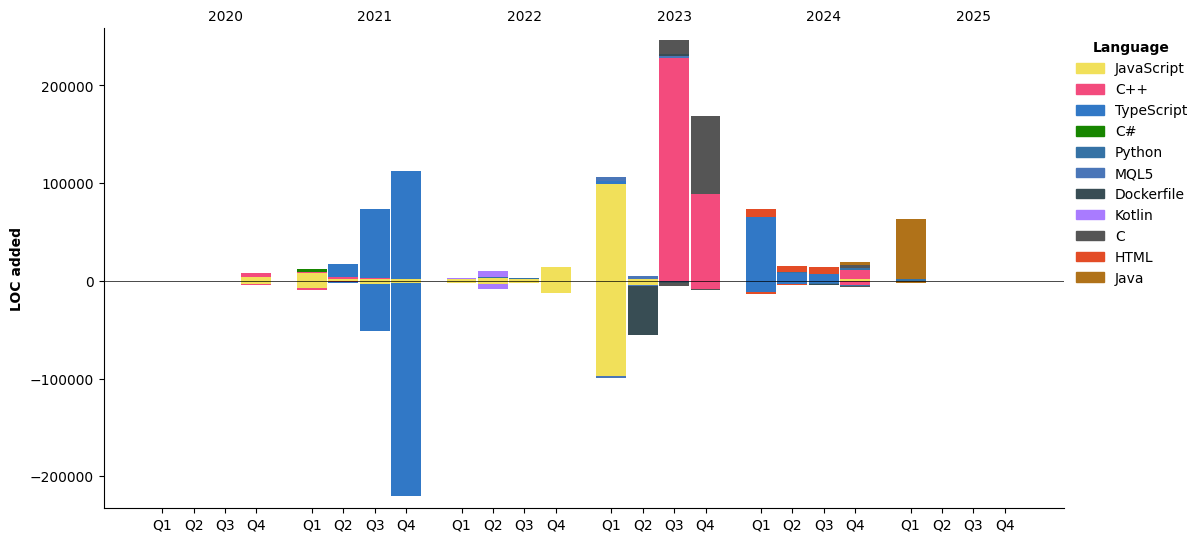 2020 2021 2022 2023 2024 2025
Language
JavaScript
C++
TypeScript
C#
Python
MQL5
Dockerfile
Kotlin
C
HTML
Java
LOC added
200000
100000
0
−100000
−200000
Q1 Q2 Q3 Q4 Q1 Q2 Q3 Q4 Q1 Q2 Q3 Q4 Q1 Q2 Q3 Q4 Q1 Q2 Q3 Q4 Q1 Q2 Q3 Q4